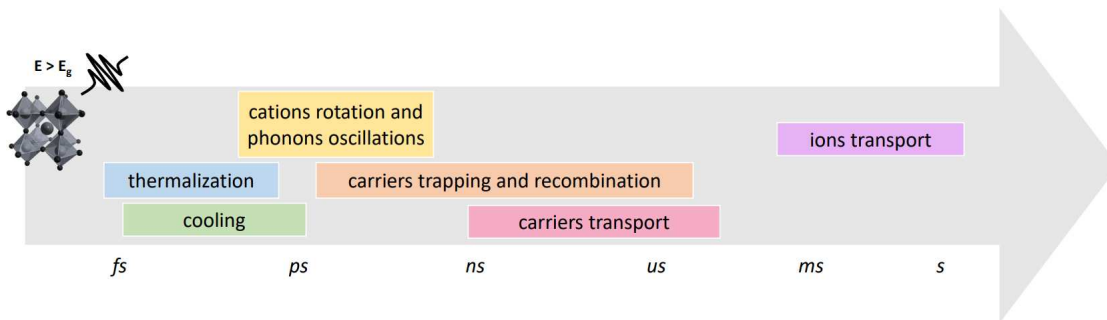 E > Eg
cations rotation and
phonons oscillations
ions transport
thermalization
carriers trapping and recombination
cooling
carriers transport
fs ps ns us ms s